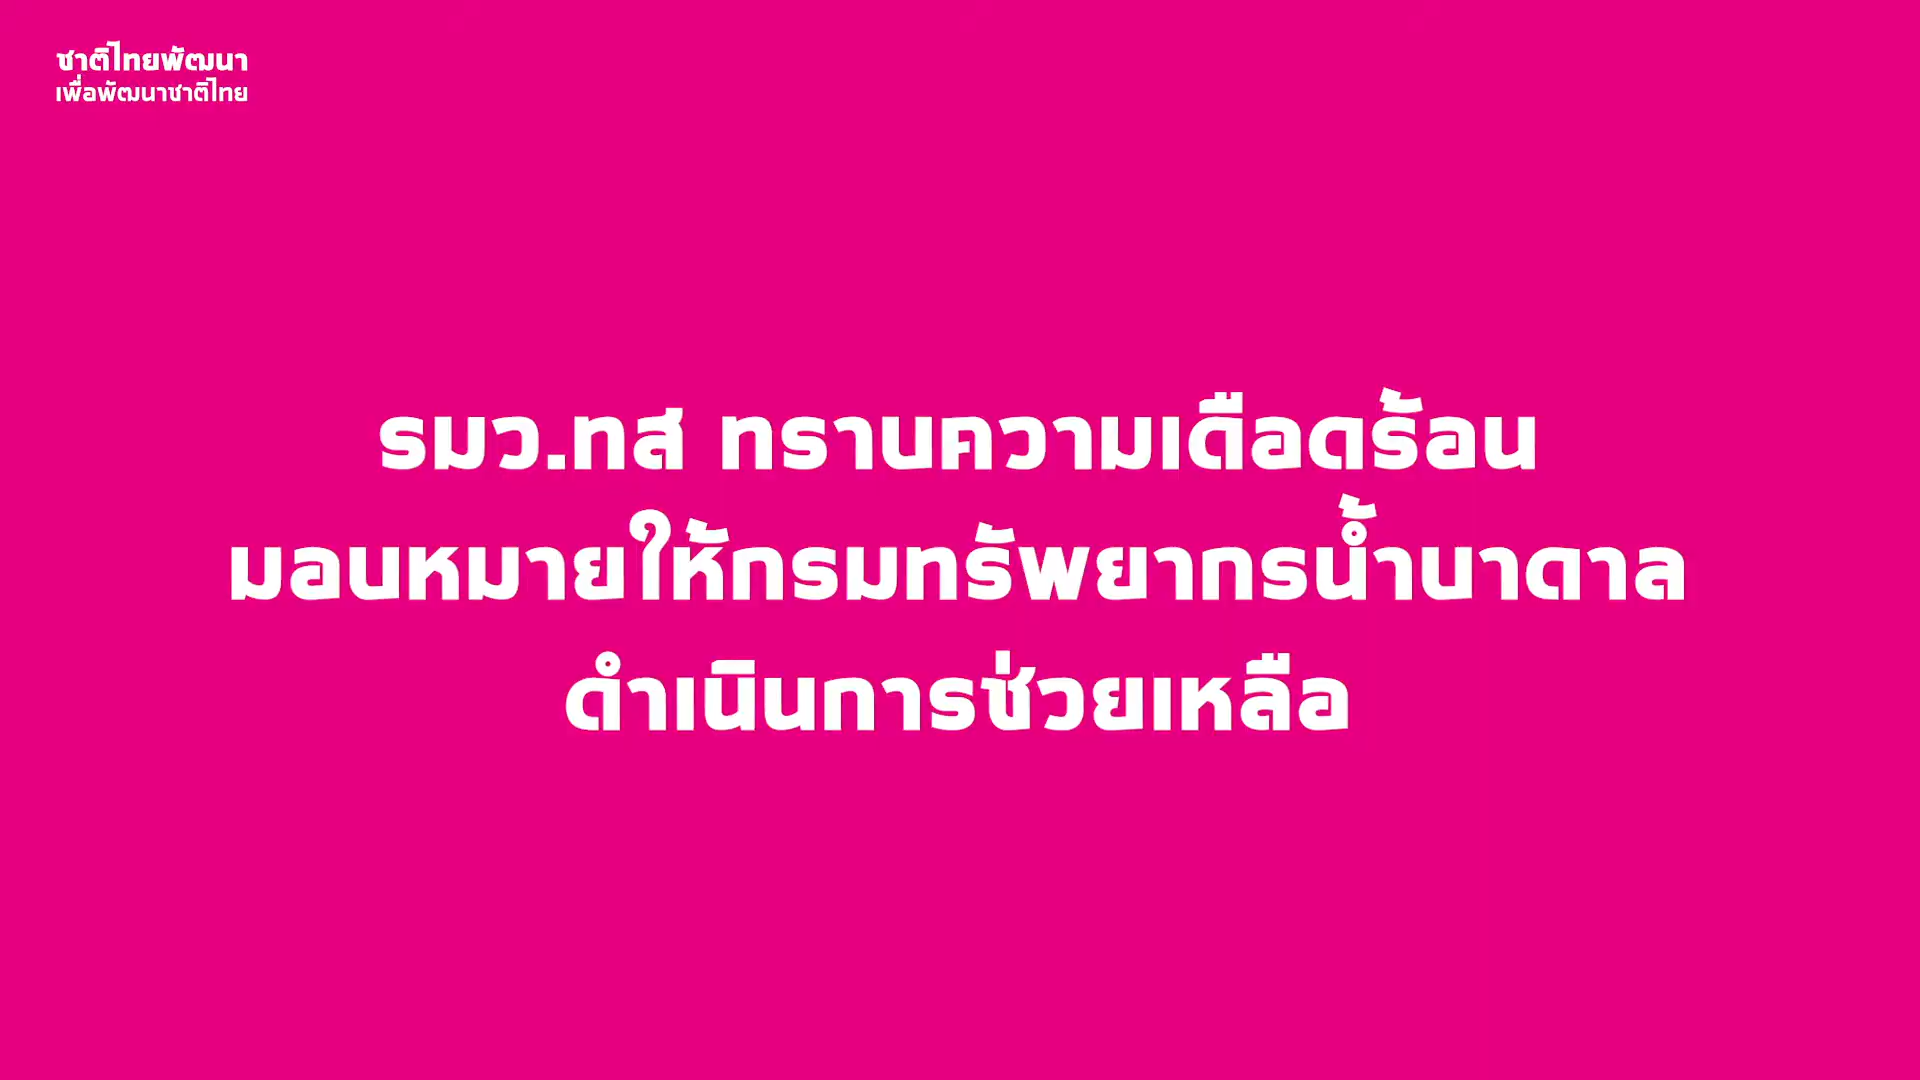 ชาติไทยพัฒนา
เพื่อพัฒนาชาติไทย
รมว.ทส ทราบความเดือดร้อน
มอบหมายให้กรมทรัพยากรน้ำบาดาล
ดำเนินการช่วยเหลือ